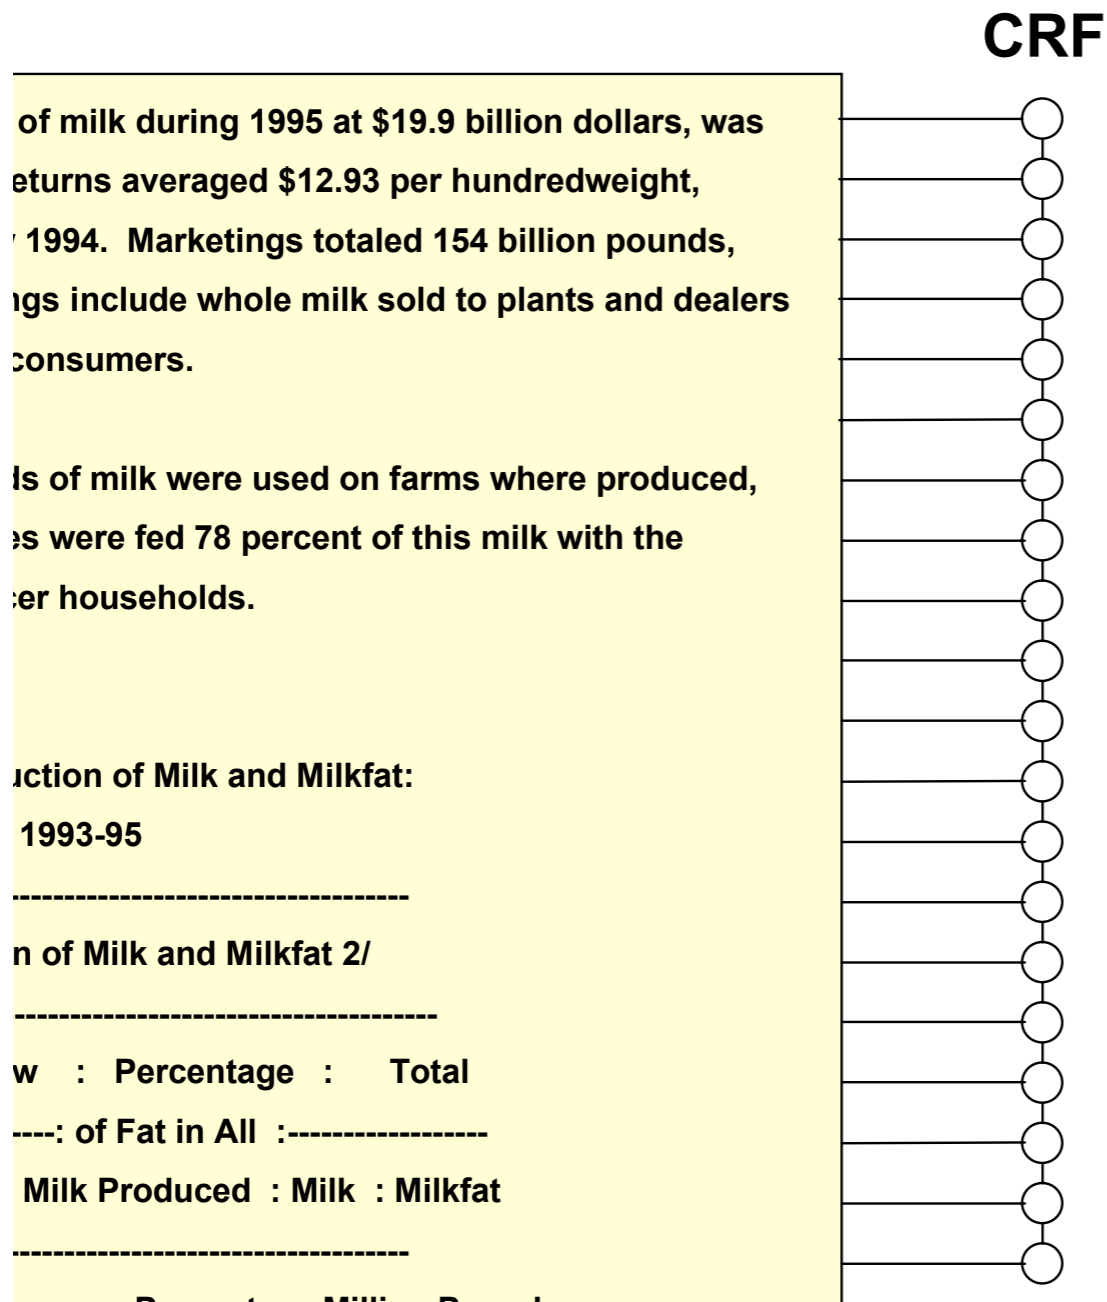 CRF
of milk during 1995 at $19.9 billion dollars, was
eturns averaged $12.93 per hundredweight,
1994.  Marketings totaled 154 billion pounds,
ngs include whole milk sold to plants and dealers
consumers.
ds of milk were used on farms where produced,
es were fed 78 percent of this milk with the
cer households.
uction of Milk and Milkfat:
1993-95
------------------------------------
n of Milk and Milkfat 2/
--------------------------------------
w    :   Percentage   :      Total
----: of Fat in All  :------------------
Milk Produced  : Milk  : Milkfat
------------------------------------